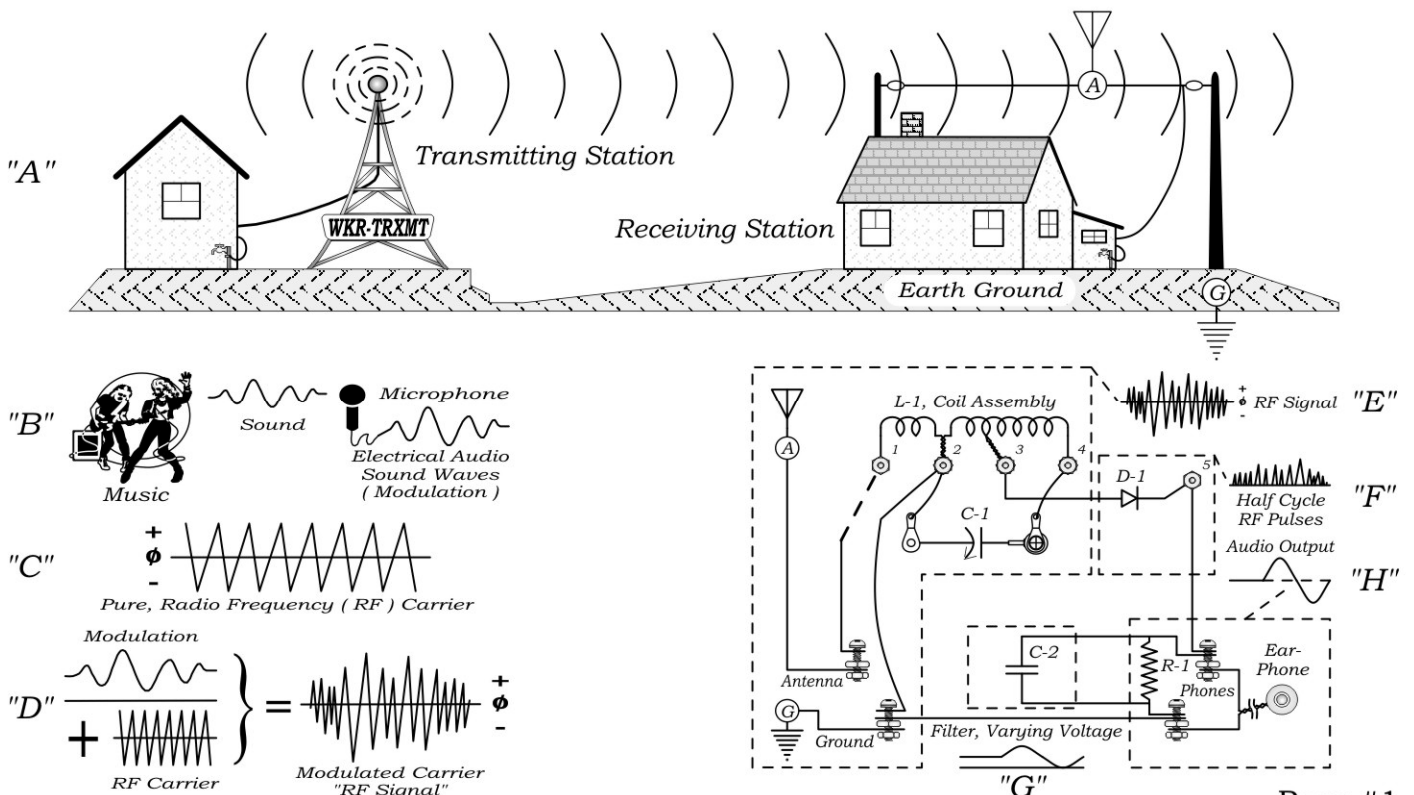 "A"
Transmitting Station
WKR-TRXMT
Receiving Station
A
Earth Ground
G
"B"
Music
Sound
Microphone
Electrical Audio
Sound Waves
( Modulation )
"C"
+
ϕ
-
Pure, Radio Frequency ( RF ) Carrier
"D"
Modulation
+
RF Carrier
=
+
ϕ
-
Modulated Carrier
"RF Signal"
A
L-1, Coil Assembly
1
2
3
4
C-1
D-1
5
+
ϕ
-
RF Signal
"E"
Half Cycle
RF Pulses
"F"
Audio Output
"H"
Antenna
G
Ground
C-2
R-1
Phones
Ear-
Phone
Filter, Varying Voltage
"G"